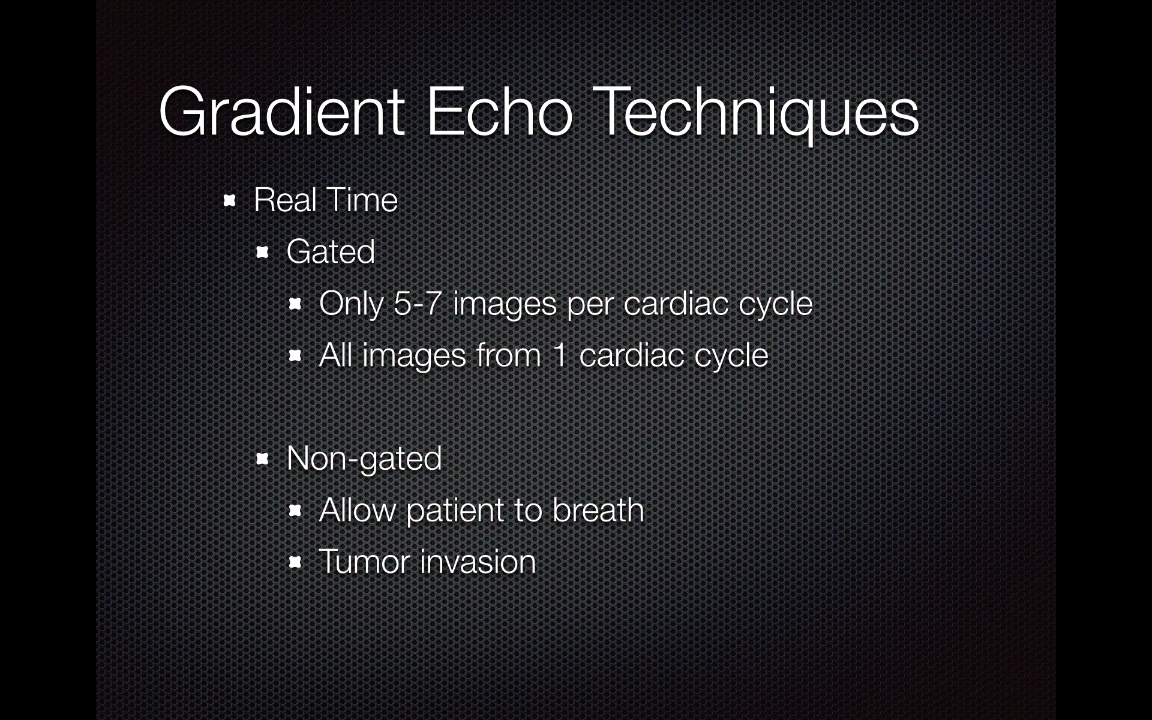 Gradient Echo Techniques
Real Time
Gated
Only 5-7 images per cardiac cycle
All images from 1 cardiac cycle
Non-gated
Allow patient to breath
Tumor invasion